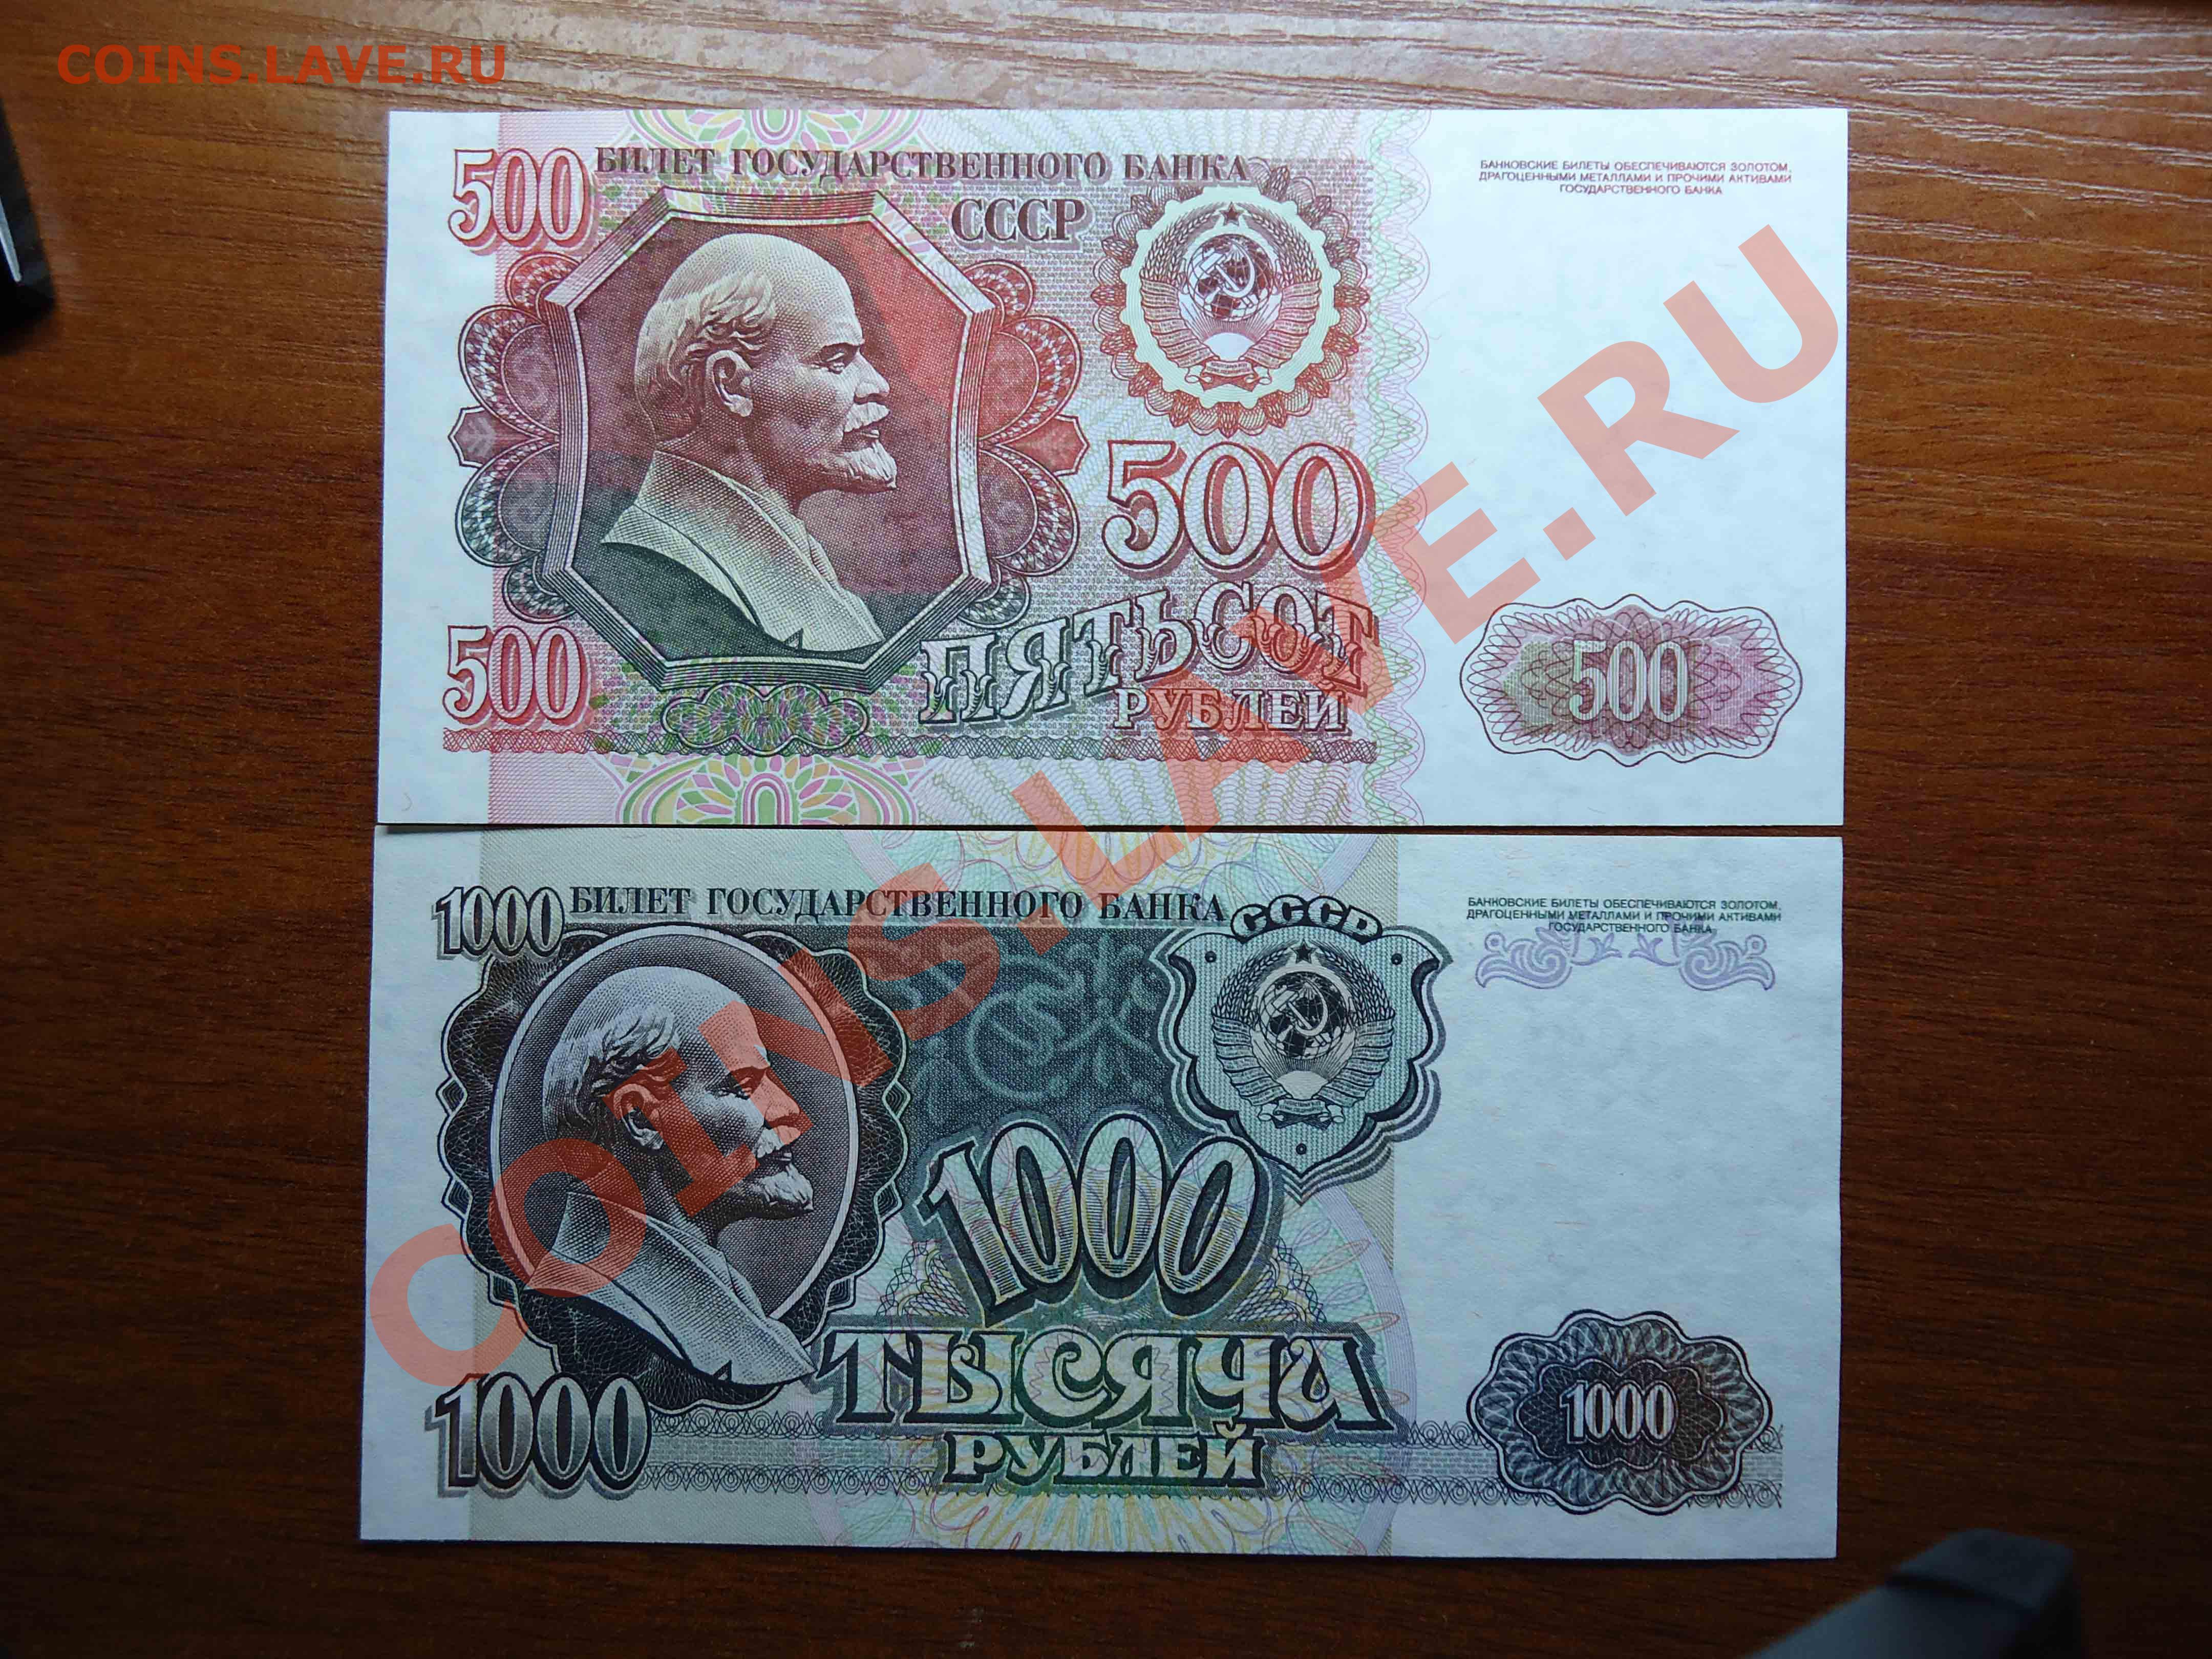 COINS.LAVE.RU
500
БИЛЕТ ГОСУДАРСТВЕННОГО БАНКА
СССР
БАНКОВСКИЕ БИЛЕТЫ ОБЕСПЕЧИВАЮТСЯ ЗОЛОТОМ,
ДРАГОЦЕННЫМИ МЕТАЛЛАМИ И ПРОЧИМИ АКТИВАМИ
ГОСУДАРСТВЕННОГО БАНКА
500
ПЯТЬСОТ
РУБЛЕЙ
500
500
1000
БИЛЕТ ГОСУДАРСТВЕННОГО БАНКА
СССР
БАНКОВСКИЕ БИЛЕТЫ ОБЕСПЕЧИВАЮТСЯ ЗОЛОТОМ,
ДРАГОЦЕННЫМИ МЕТАЛЛАМИ И ПРОЧИМИ АКТИВАМИ
ГОСУДАРСТВЕННОГО БАНКА
1000
ТЫСЯЧА
РУБЛЕЙ
1000
1000
COINS.LAVE.RU